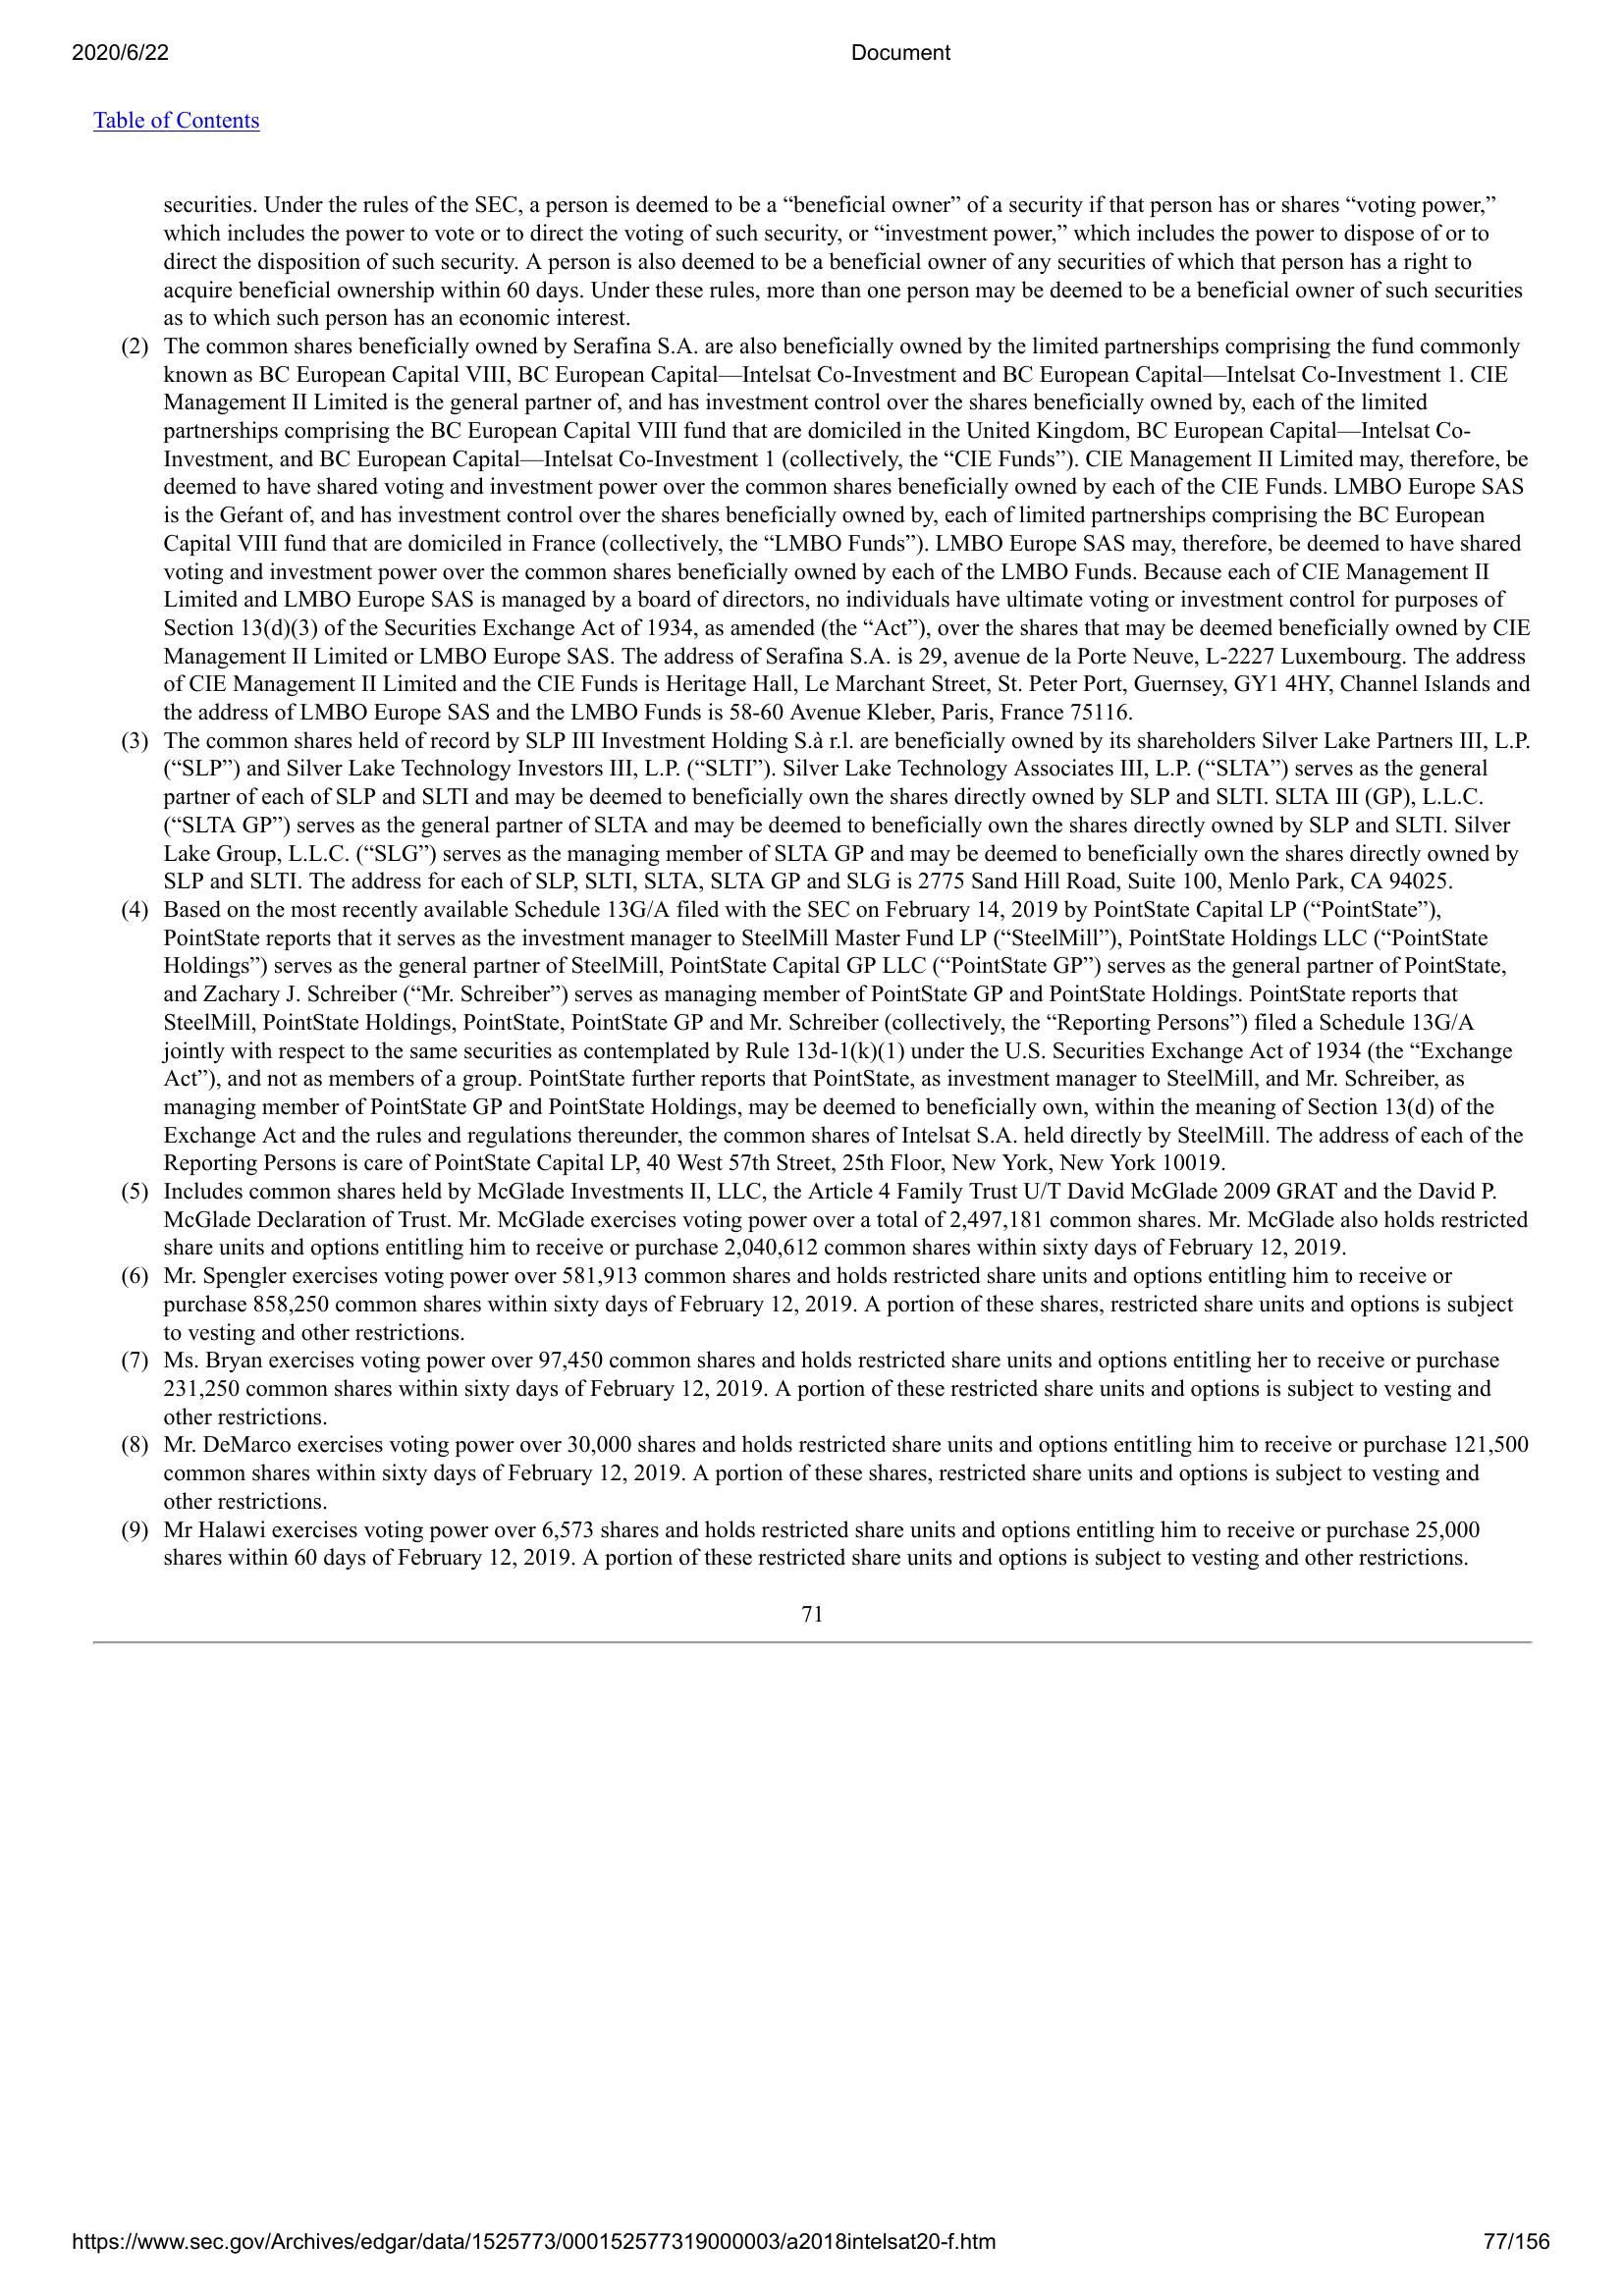 2020/6/22 Document
Table of Contents
securities. Under the rules of the SEC, a person is deemed to be a “beneficial owner” of a security if that person has or shares “voting power,”
which includes the power to vote or to direct the voting of such security, or “investment power,” which includes the power to dispose of or to
direct the disposition of such security. A person is also deemed to be a beneficial owner of any securities of which that person has a right to
acquire beneficial ownership within 60 days. Under these rules, more than one person may be deemed to be a beneficial owner of such securities
as to which such person has an economic interest.
(2) The common shares beneficially owned by Serafina S.A. are also beneficially owned by the limited partnerships comprising the fund commonly
known as BC European Capital VIII, BC European Capital—Intelsat Co-Investment and BC European Capital—Intelsat Co-Investment 1. CIE
Management II Limited is the general partner of, and has investment control over the shares beneficially owned by, each of the limited
partnerships comprising the BC European Capital VIII fund that are domiciled in the United Kingdom, BC European Capital—Intelsat Co-
Investment, and BC European Capital—Intelsat Co-Investment 1 (collectively, the “CIE Funds”). CIE Management II Limited may, therefore, be
deemed to have shared voting and investment power over the common shares beneficially owned by each of the CIE Funds. LMBO Europe SAS
is the Geŕant of, and has investment control over the shares beneficially owned by, each of limited partnerships comprising the BC European
Capital VIII fund that are domiciled in France (collectively, the “LMBO Funds”). LMBO Europe SAS may, therefore, be deemed to have shared
voting and investment power over the common shares beneficially owned by each of the LMBO Funds. Because each of CIE Management II
Limited and LMBO Europe SAS is managed by a board of directors, no individuals have ultimate voting or investment control for purposes of
Section 13(d)(3) of the Securities Exchange Act of 1934, as amended (the “Act”), over the shares that may be deemed beneficially owned by CIE
Management II Limited or LMBO Europe SAS. The address of Serafina S.A. is 29, avenue de la Porte Neuve, L-2227 Luxembourg. The address
of CIE Management II Limited and the CIE Funds is Heritage Hall, Le Marchant Street, St. Peter Port, Guernsey, GY1 4HY, Channel Islands and
the address of LMBO Europe SAS and the LMBO Funds is 58-60 Avenue Kleber, Paris, France 75116.
(3) The common shares held of record by SLP III Investment Holding S.à r.l. are beneficially owned by its shareholders Silver Lake Partners III, L.P.
(“SLP”) and Silver Lake Technology Investors III, L.P. (“SLTI”). Silver Lake Technology Associates III, L.P. (“SLTA”) serves as the general
partner of each of SLP and SLTI and may be deemed to beneficially own the shares directly owned by SLP and SLTI. SLTA III (GP), L.L.C.
(“SLTA GP”) serves as the general partner of SLTA and may be deemed to beneficially own the shares directly owned by SLP and SLTI. Silver
Lake Group, L.L.C. (“SLG”) serves as the managing member of SLTA GP and may be deemed to beneficially own the shares directly owned by
SLP and SLTI. The address for each of SLP, SLTI, SLTA, SLTA GP and SLG is 2775 Sand Hill Road, Suite 100, Menlo Park, CA 94025.
(4) Based on the most recently available Schedule 13G/A filed with the SEC on February 14, 2019 by PointState Capital LP (“PointState”),
PointState reports that it serves as the investment manager to SteelMill Master Fund LP (“SteelMill”), PointState Holdings LLC (“PointState
Holdings”) serves as the general partner of SteelMill, PointState Capital GP LLC (“PointState GP”) serves as the general partner of PointState,
and Zachary J. Schreiber (“Mr. Schreiber”) serves as managing member of PointState GP and PointState Holdings. PointState reports that
SteelMill, PointState Holdings, PointState, PointState GP and Mr. Schreiber (collectively, the “Reporting Persons”) filed a Schedule 13G/A
jointly with respect to the same securities as contemplated by Rule 13d-1(k)(1) under the U.S. Securities Exchange Act of 1934 (the “Exchange
Act”), and not as members of a group. PointState further reports that PointState, as investment manager to SteelMill, and Mr. Schreiber, as
managing member of PointState GP and PointState Holdings, may be deemed to beneficially own, within the meaning of Section 13(d) of the
Exchange Act and the rules and regulations thereunder, the common shares of Intelsat S.A. held directly by SteelMill. The address of each of the
Reporting Persons is care of PointState Capital LP, 40 West 57th Street, 25th Floor, New York, New York 10019.
(5) Includes common shares held by McGlade Investments II, LLC, the Article 4 Family Trust U/T David McGlade 2009 GRAT and the David P.
McGlade Declaration of Trust. Mr. McGlade exercises voting power over a total of 2,497,181 common shares. Mr. McGlade also holds restricted
share units and options entitling him to receive or purchase 2,040,612 common shares within sixty days of February 12, 2019.
(6) Mr. Spengler exercises voting power over 581,913 common shares and holds restricted share units and options entitling him to receive or
purchase 858,250 common shares within sixty days of February 12, 2019. A portion of these shares, restricted share units and options is subject
to vesting and other restrictions.
(7) Ms. Bryan exercises voting power over 97,450 common shares and holds restricted share units and options entitling her to receive or purchase
231,250 common shares within sixty days of February 12, 2019. A portion of these restricted share units and options is subject to vesting and
other restrictions.
(8) Mr. DeMarco exercises voting power over 30,000 shares and holds restricted share units and options entitling him to receive or purchase 121,500
common shares within sixty days of February 12, 2019. A portion of these shares, restricted share units and options is subject to vesting and
other restrictions.
(9) Mr Halawi exercises voting power over 6,573 shares and holds restricted share units and options entitling him to receive or purchase 25,000
shares within 60 days of February 12, 2019. A portion of these restricted share units and options is subject to vesting and other restrictions.
71
https://www.sec.gov/Archives/edgar/data/1525773/000152577319000003/a2018intelsat20-f.htm 77/156